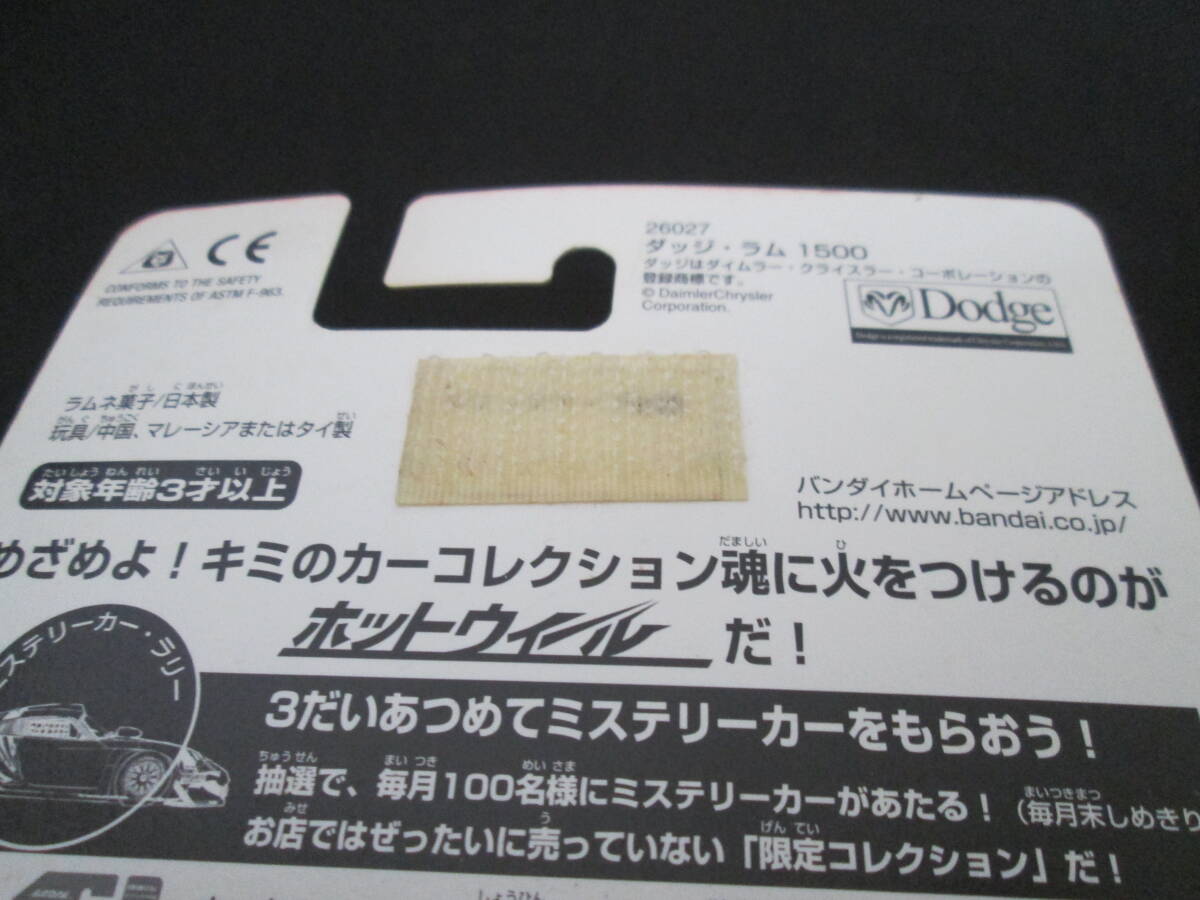 CE
CONFORMS TO THE SAFETY
REQUIREMENTS OF ASTM F-963.
26027
ダッジ・ラム 1500
ダッジはダイムラー・クライスラー・コーポレーションの
登録商標です。
© DaimlerChrysler
Corporation.
Dodge
ラムネ菓子/日本製
玩具/中国、マレーシアまたはタイ製
対象年齢3才以上
バンダイホームページアドレス
http://www.bandai.co.jp/
めざめよ！キミのカーコレクション魂に火をつけるのが
ホットウィール だ！
ミステリーカー・ラリー
3だいあつめてミステリーカーをもらおう！
抽選で、毎月100名様にミステリーカーがあたる！（毎月末しめきり
お店ではぜったいに売っていない「限定コレクション」だ！